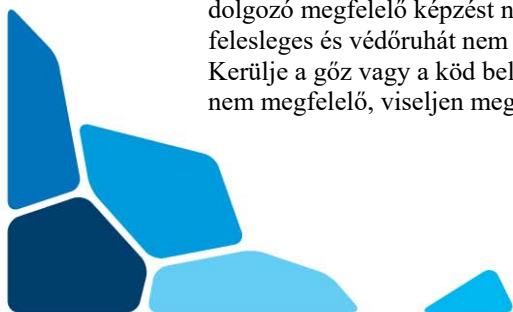 dolgozó megfelelő képzést n
felesleges és védőruhát nem
Kerülje a gőz vagy a köd bel
nem megfelelő, viseljen meg